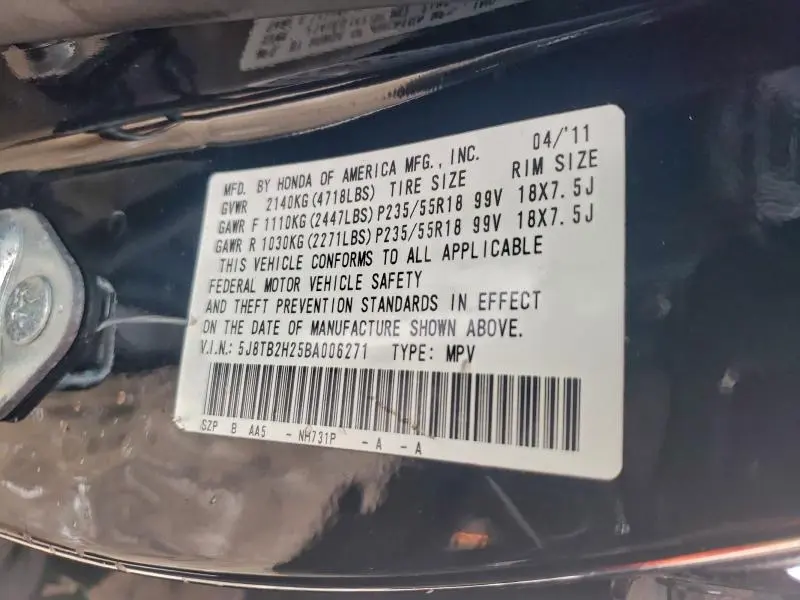 MFD. BY HONDA OF AMERICA MFG., INC. 04/'11
GVWR 2140KG(4718LBS) TIRE SIZE RIM SIZE
GAWR F 1110KG(2447LBS)P235/55R18 99V 18X7.5J
GAWR R 1030KG(2271LBS)P235/55R18 99V 18X7.5J
THIS VEHICLE CONFORMS TO ALL APPLICABLE
FEDERAL MOTOR VEHICLE SAFETY
AND THEFT PREVENTION STANDARDS IN EFFECT
ON THE DATE OF MANUFACTURE SHOWN ABOVE.
V.I.N.: 5J8TB2H25BA006271 TYPE: MPV
SZP B AA5 - NH731P - A - A